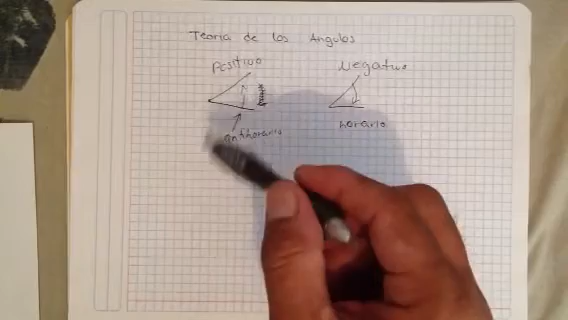 Teoria de los Angulos
Positivo
Negativo
antihorario
horario